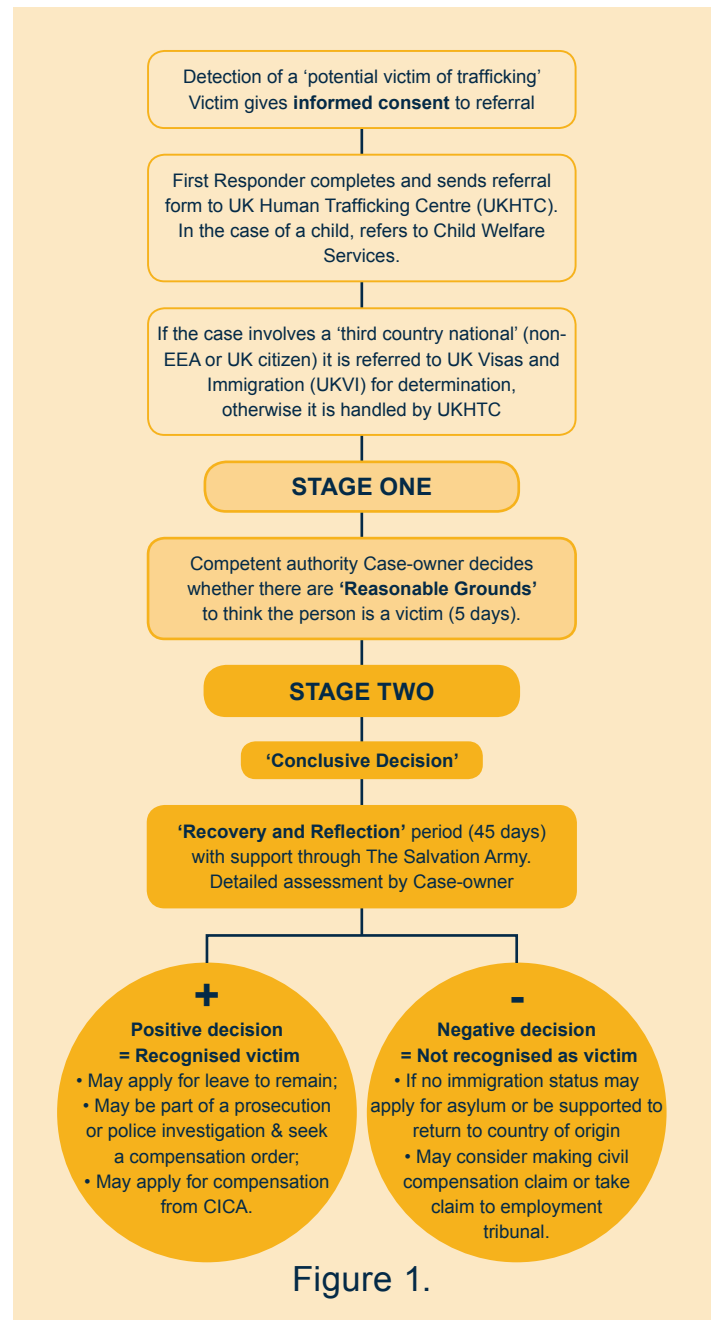 Detection of a ‘potential victim of trafficking’
Victim gives informed consent to referral
First Responder completes and sends referral
form to UK Human Trafficking Centre (UKHTC).
In the case of a child, refers to Child Welfare
Services.
If the case involves a ‘third country national’ (non-
EEA or UK citizen) it is referred to UK Visas and
Immigration (UKVI) for determination,
otherwise it is handled by UKHTC
STAGE ONE
Competent authority Case-owner decides
whether there are ‘Reasonable Grounds’
to think the person is a victim (5 days).
STAGE TWO
‘Conclusive Decision’
‘Recovery and Reflection’ period (45 days)
with support through The Salvation Army.
Detailed assessment by Case-owner
+
Positive decision
= Recognised victim
• May apply for leave to remain;
• May be part of a prosecution
or police investigation & seek
a compensation order;
• May apply for compensation
from CICA.
-
Negative decision
= Not recognised as victim
• If no immigration status may
apply for asylum or be supported to
return to country of origin
• May consider making civil
compensation claim or take
claim to employment
tribunal.
Figure 1.